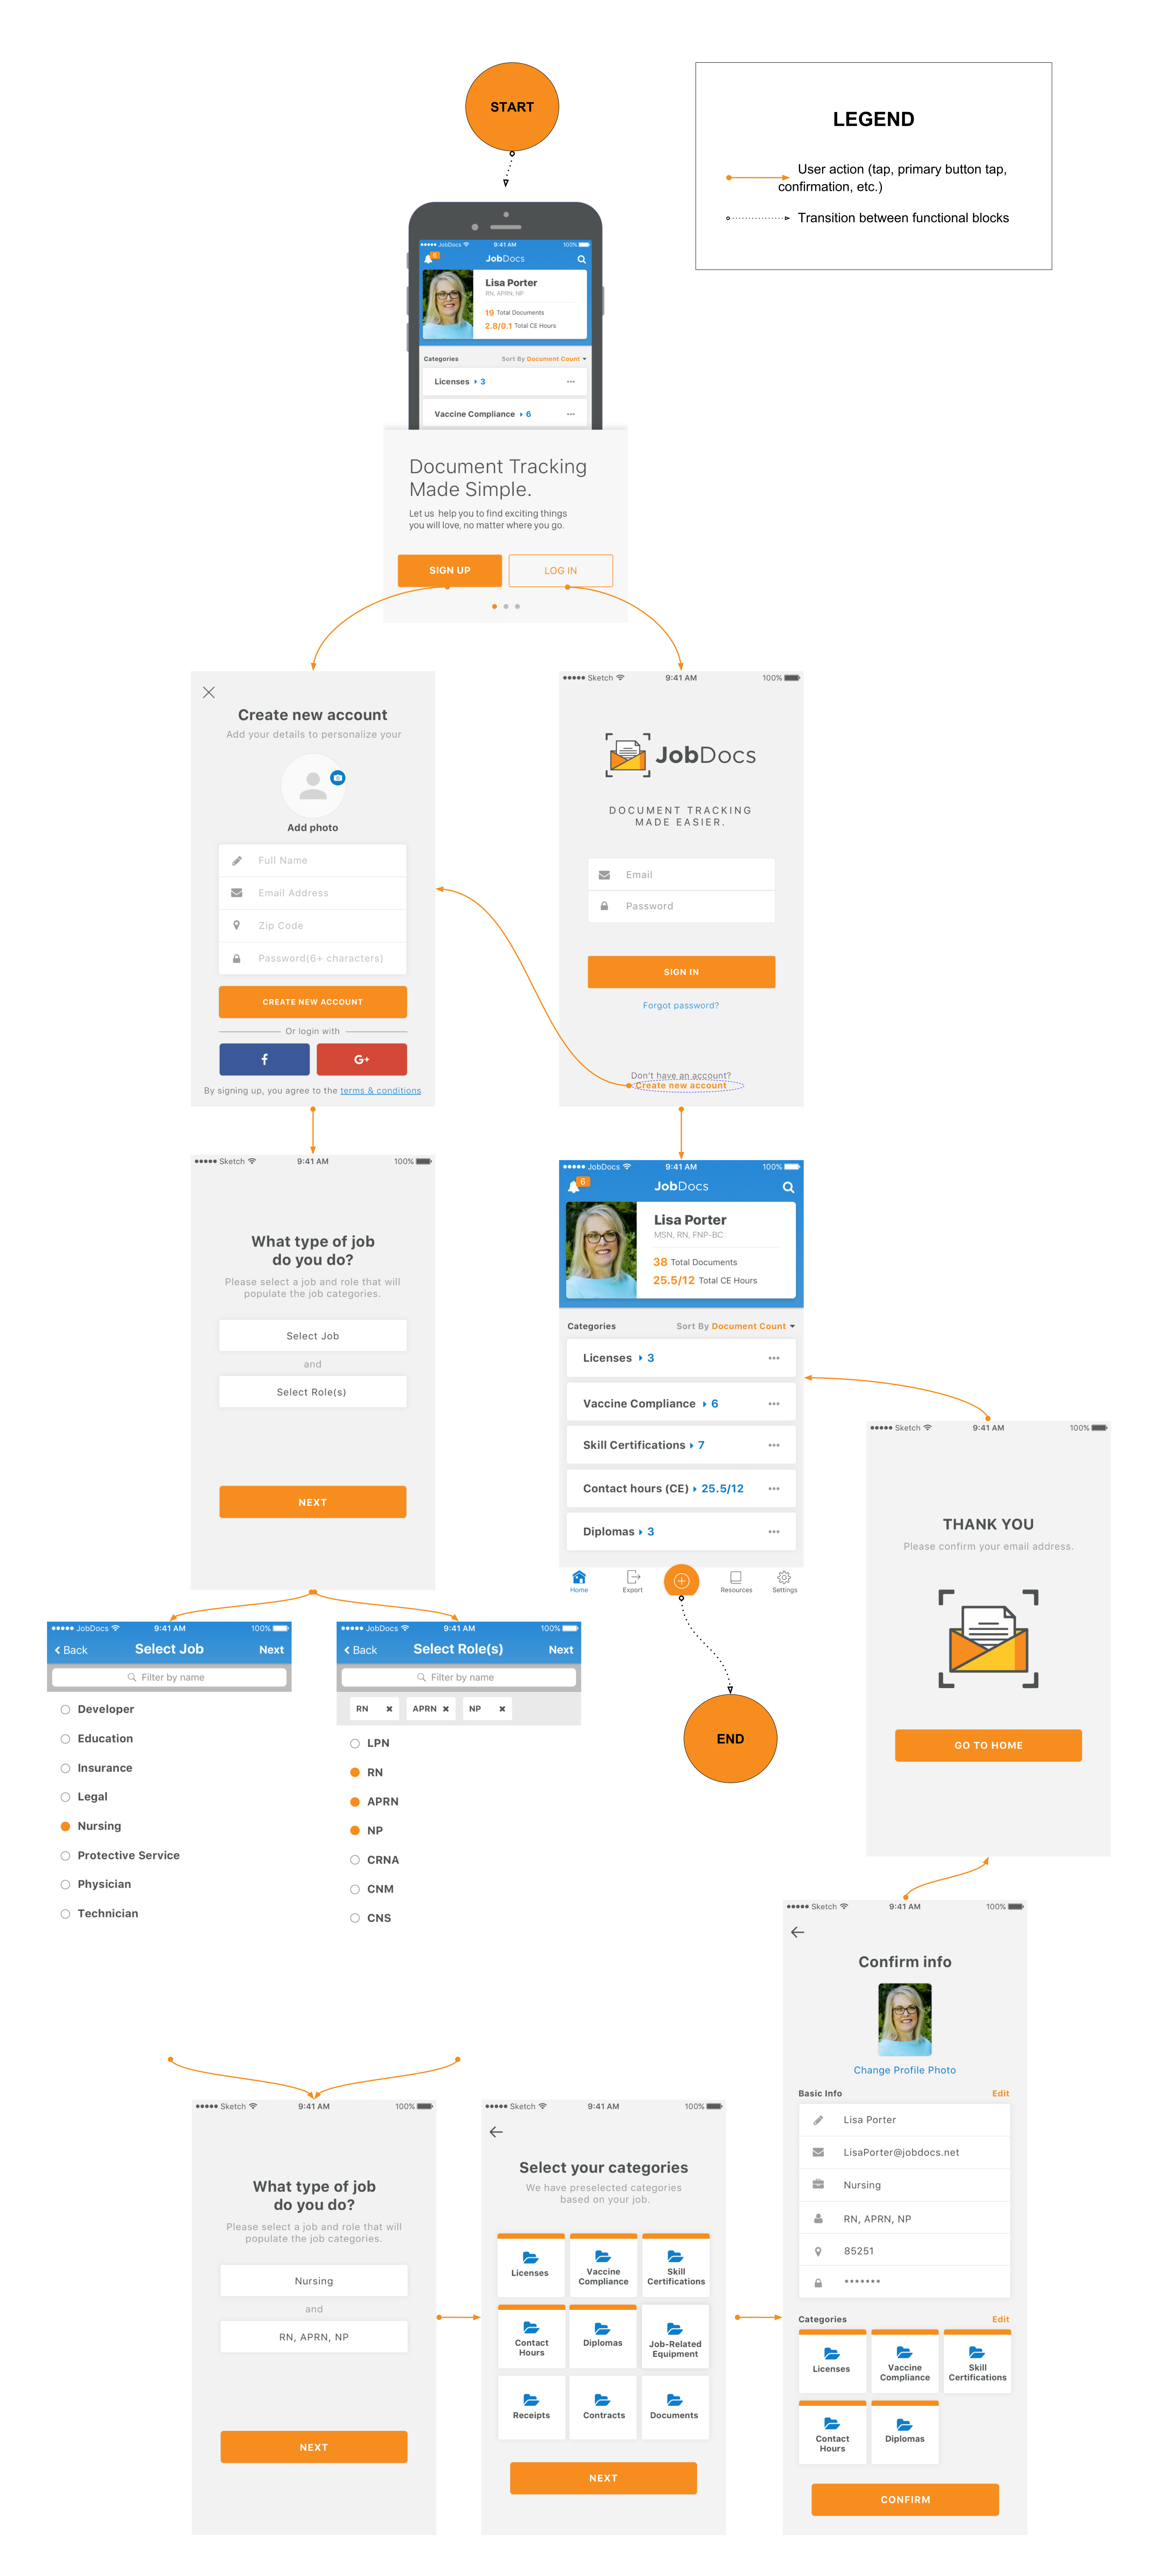 START
LEGEND
User action (tap, primary button tap,
confirmation, etc.)
Transition between functional blocks
JobDocs 9:41 AM 100%
6
JobDocs
Lisa Porter
RN, APRN, NP
19 Total Documents
2.8/0.1 Total CE Hours
Categories Sort By Document Count
Licenses 3
Vaccine Compliance 6
Document Tracking
Made Simple.
Let us help you to find exciting things
you will love, no matter where you go.
SIGN UP LOG IN
Create new account
Add your details to personalize your
Add photo
Full Name
Email Address
Zip Code
Password(6+ characters)
CREATE NEW ACCOUNT
Or login with
f G+
By signing up, you agree to the terms & conditions
Sketch 9:41 AM 100%
JobDocs
DOCUMENT TRACKING
MADE EASIER.
Email
Password
SIGN IN
Forgot password?
Don't have an account?
Create new account
Sketch 9:41 AM 100%
What type of job
do you do?
Please select a job and role that will
populate the job categories.
Select Job
and
Select Role(s)
NEXT
JobDocs 9:41 AM 100%
6
JobDocs
Lisa Porter
MSN, RN, FNP-BC
38 Total Documents
25.5/12 Total CE Hours
Categories Sort By Document Count
Licenses 3
Vaccine Compliance 6
Skill Certifications 7
Contact hours (CE) 25.5/12
Diplomas 3
Home Export Resources Settings
END
Sketch 9:41 AM 100%
THANK YOU
Please confirm your email address.
GO TO HOME
JobDocs 9:41 AM 100%
Back Select Job Next
Filter by name
Developer
Education
Insurance
Legal
Nursing
Protective Service
Physician
Technician
JobDocs 9:41 AM 100%
Back Select Role(s) Next
Filter by name
RN APRN NP
LPN
RN
APRN
NP
CRNA
CNM
CNS
Sketch 9:41 AM 100%
What type of job
do you do?
Please select a job and role that will
populate the job categories.
Nursing
and
RN, APRN, NP
NEXT
Sketch 9:41 AM 100%
Select your categories
We have preselected categories
based on your job.
Licenses
Vaccine
Compliance
Skill
Certifications
Contact
Hours
Diplomas
Job-Related
Equipment
Receipts
Contracts
Documents
NEXT
Sketch 9:41 AM 100%
Confirm info
Change Profile Photo
Basic Info Edit
Lisa Porter
LisaPorter@jobdocs.net
Nursing
RN, APRN, NP
85251
*******
Categories Edit
Licenses
Vaccine
Compliance
Skill
Certifications
Contact
Hours
Diplomas
CONFIRM